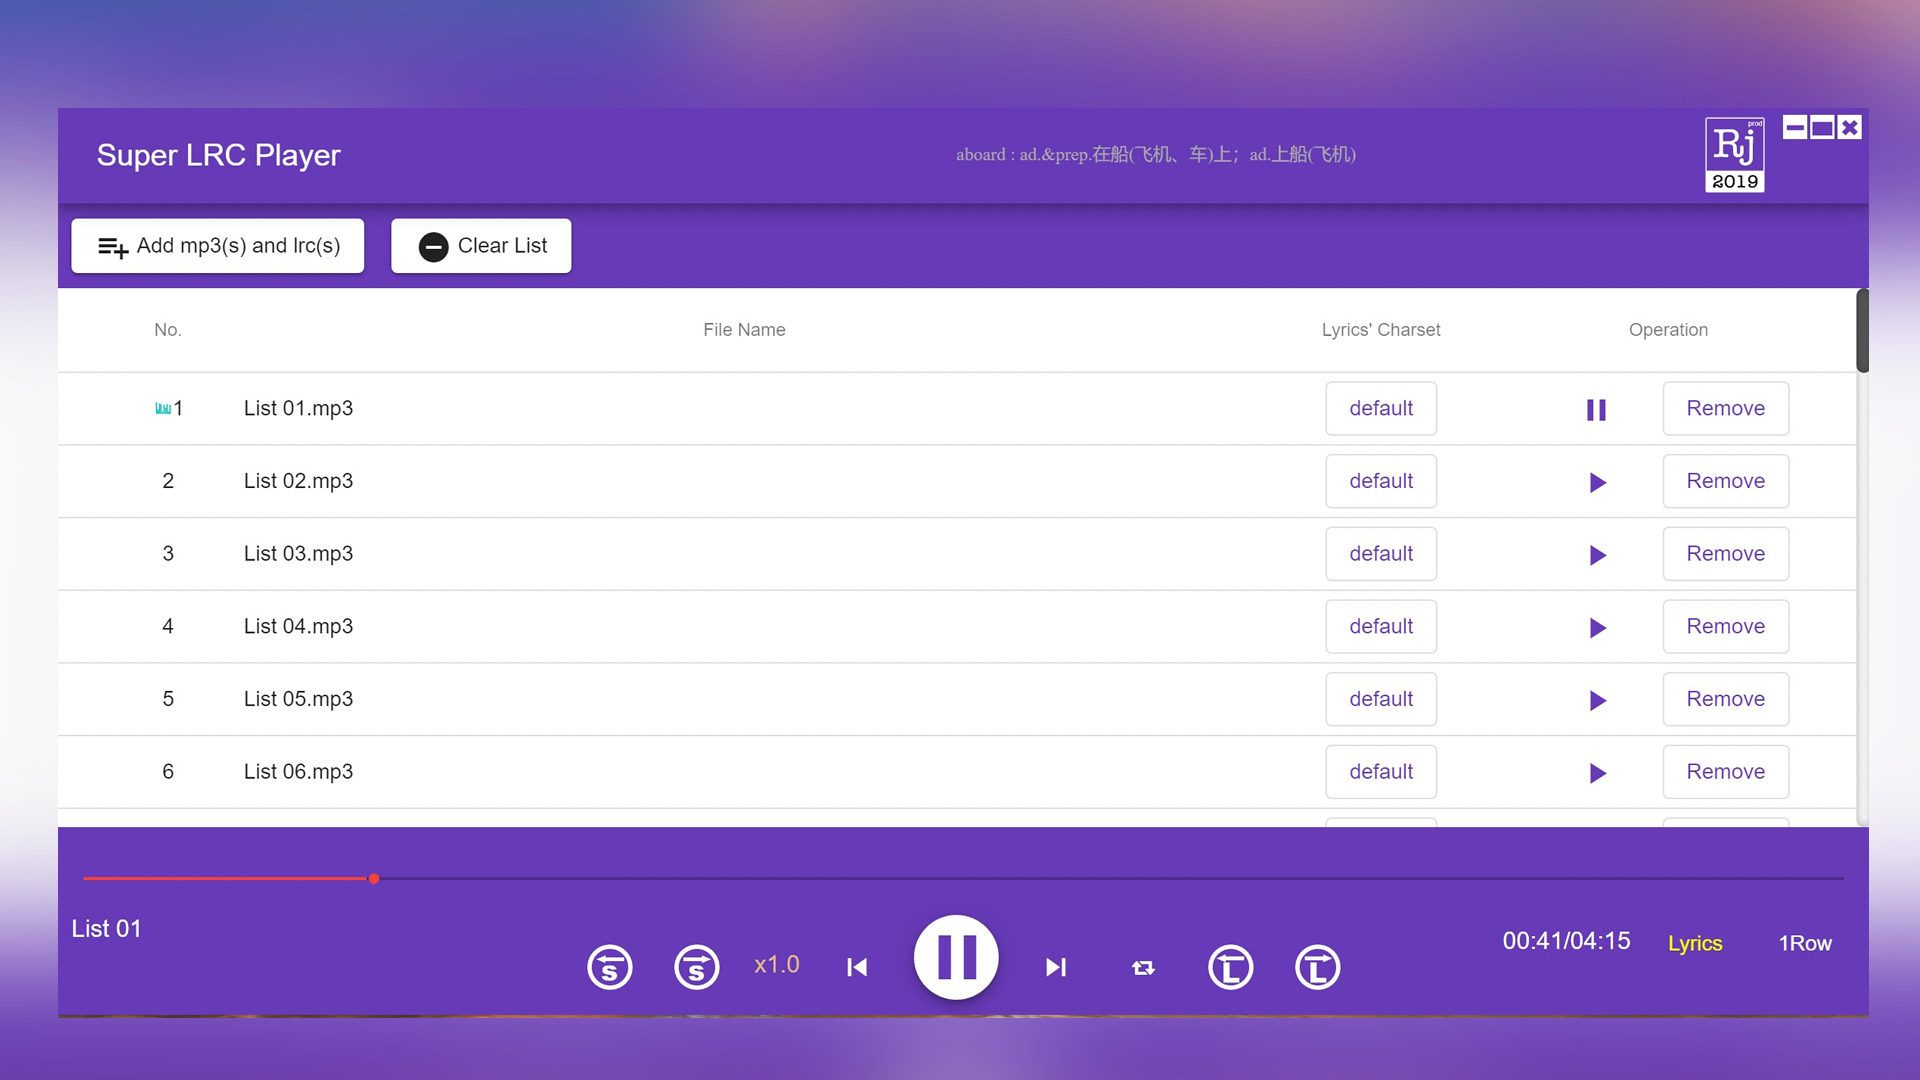 Super LRC Player
aboard : ad.&prep.在船(飞机、车)上；ad.上船(飞机)
prod
Rj
2019
Add mp3(s) and lrc(s)
Clear List
No. File Name Lyrics' Charset Operation
1 List 01.mp3 default Remove
2 List 02.mp3 default Remove
3 List 03.mp3 default Remove
4 List 04.mp3 default Remove
5 List 05.mp3 default Remove
6 List 06.mp3 default Remove
List 01
S S x1.0 L L
00:41/04:15 Lyrics 1Row